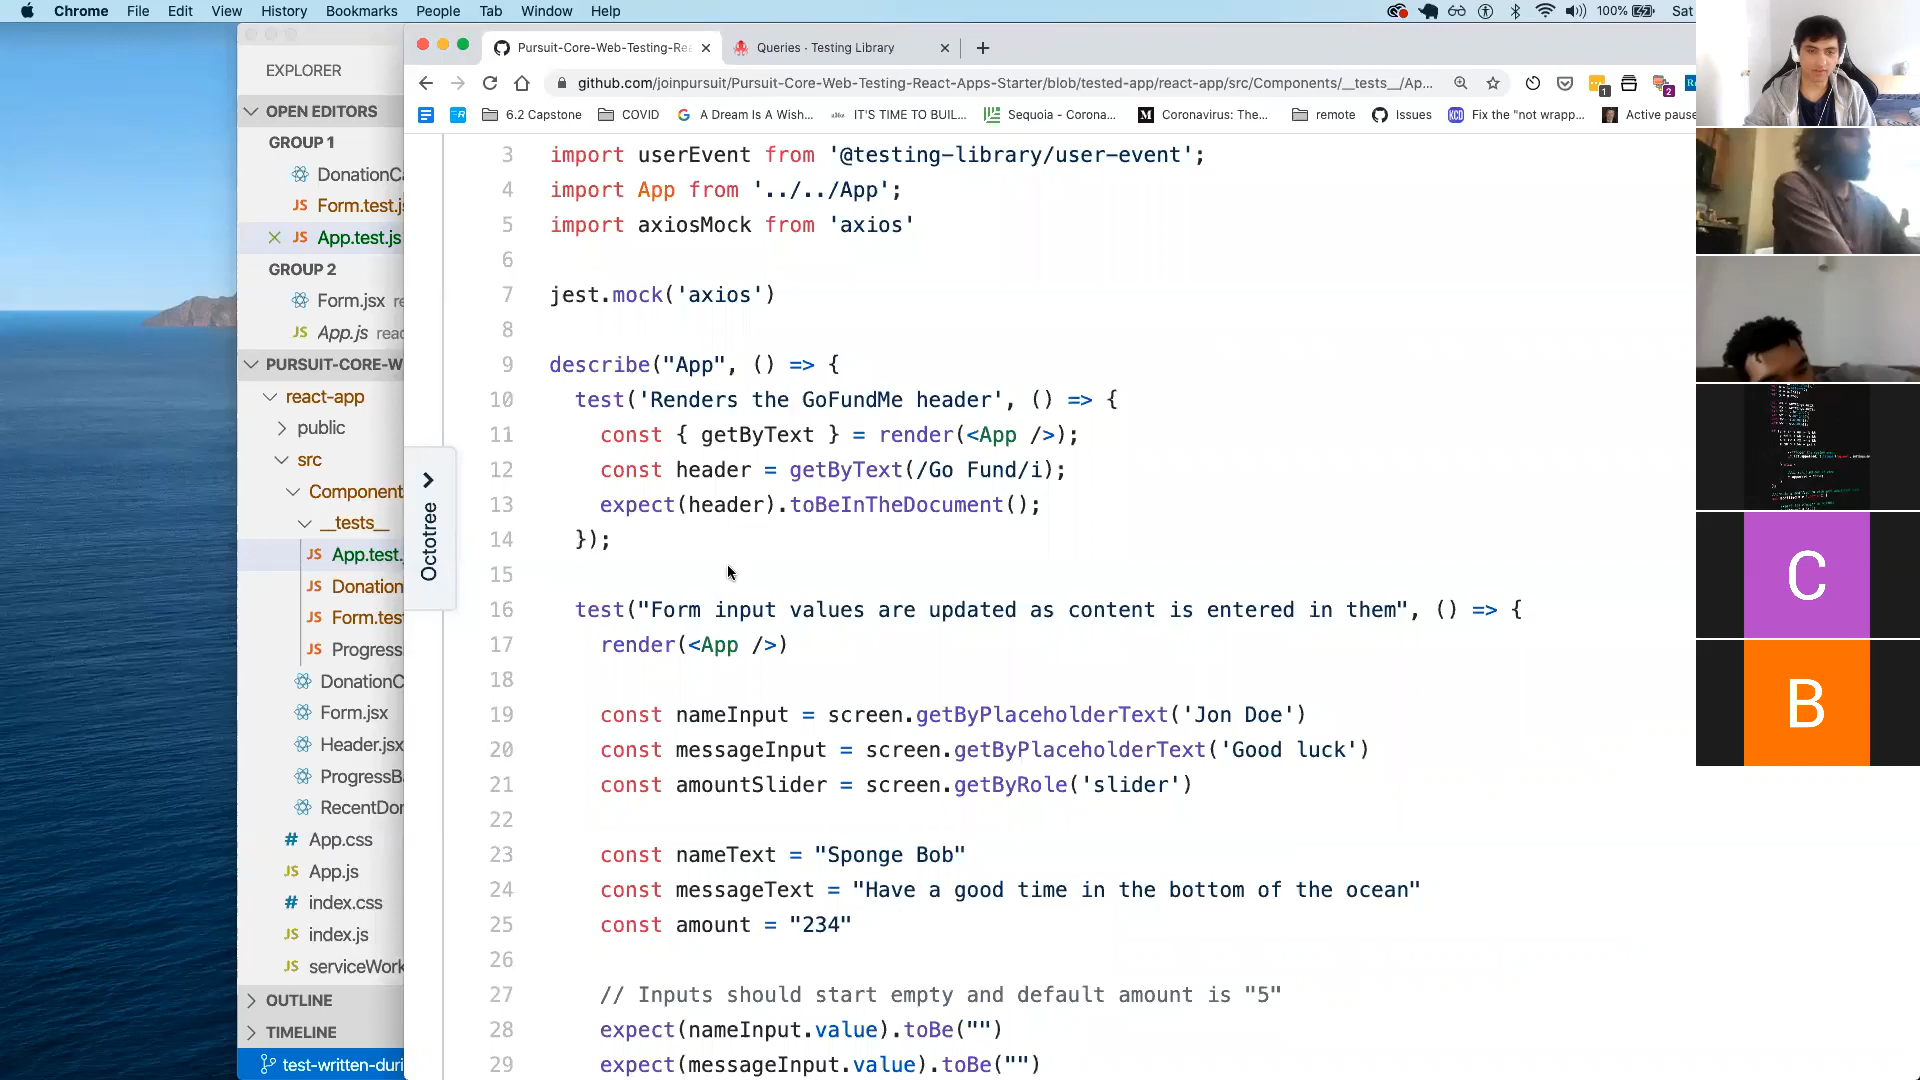 Chrome File Edit View History Bookmarks People Tab Window Help 100% Sat
EXPLORER
OPEN EDITORS
GROUP 1
DonationCa
Form.test.js
App.test.js
GROUP 2
Form.jsx re
App.js reac
PURSUIT-CORE-W
react-app
public
src
Component
__tests__
App.test.
Donation
Form.tes
Progress
DonationC
Form.jsx
Header.jsx
ProgressB
RecentDon
App.css
App.js
index.css
index.js
serviceWork
OUTLINE
TIMELINE
test-written-duri
Pursuit-Core-Web-Testing-Rea
Queries · Testing Library
github.com/joinpursuit/Pursuit-Core-Web-Testing-React-Apps-Starter/blob/tested-app/react-app/src/Components/__tests__/Ap...
6.2 Capstone COVID A Dream Is A Wish... IT'S TIME TO BUIL... Sequoia - Corona... Coronavirus: The... remote Issues Fix the "not wrapp... Active pause
Octotree
3 import userEvent from '@testing-library/user-event';
4 import App from '../../App';
5 import axiosMock from 'axios'
6
7 jest.mock('axios')
8
9 describe("App", () => {
10 test('Renders the GoFundMe header', () => {
11 const { getByText } = render(<App />);
12 const header = getByText(/Go Fund/i);
13 expect(header).toBeInTheDocument();
14 });
15
16 test("Form input values are updated as content is entered in them", () => {
17 render(<App />)
18
19 const nameInput = screen.getByPlaceholderText('Jon Doe')
20 const messageInput = screen.getByPlaceholderText('Good luck')
21 const amountSlider = screen.getByRole('slider')
22
23 const nameText = "Sponge Bob"
24 const messageText = "Have a good time in the bottom of the ocean"
25 const amount = "234"
26
27 // Inputs should start empty and default amount is "5"
28 expect(nameInput.value).toBe("")
29 expect(messageInput.value).toBe("")
C
B